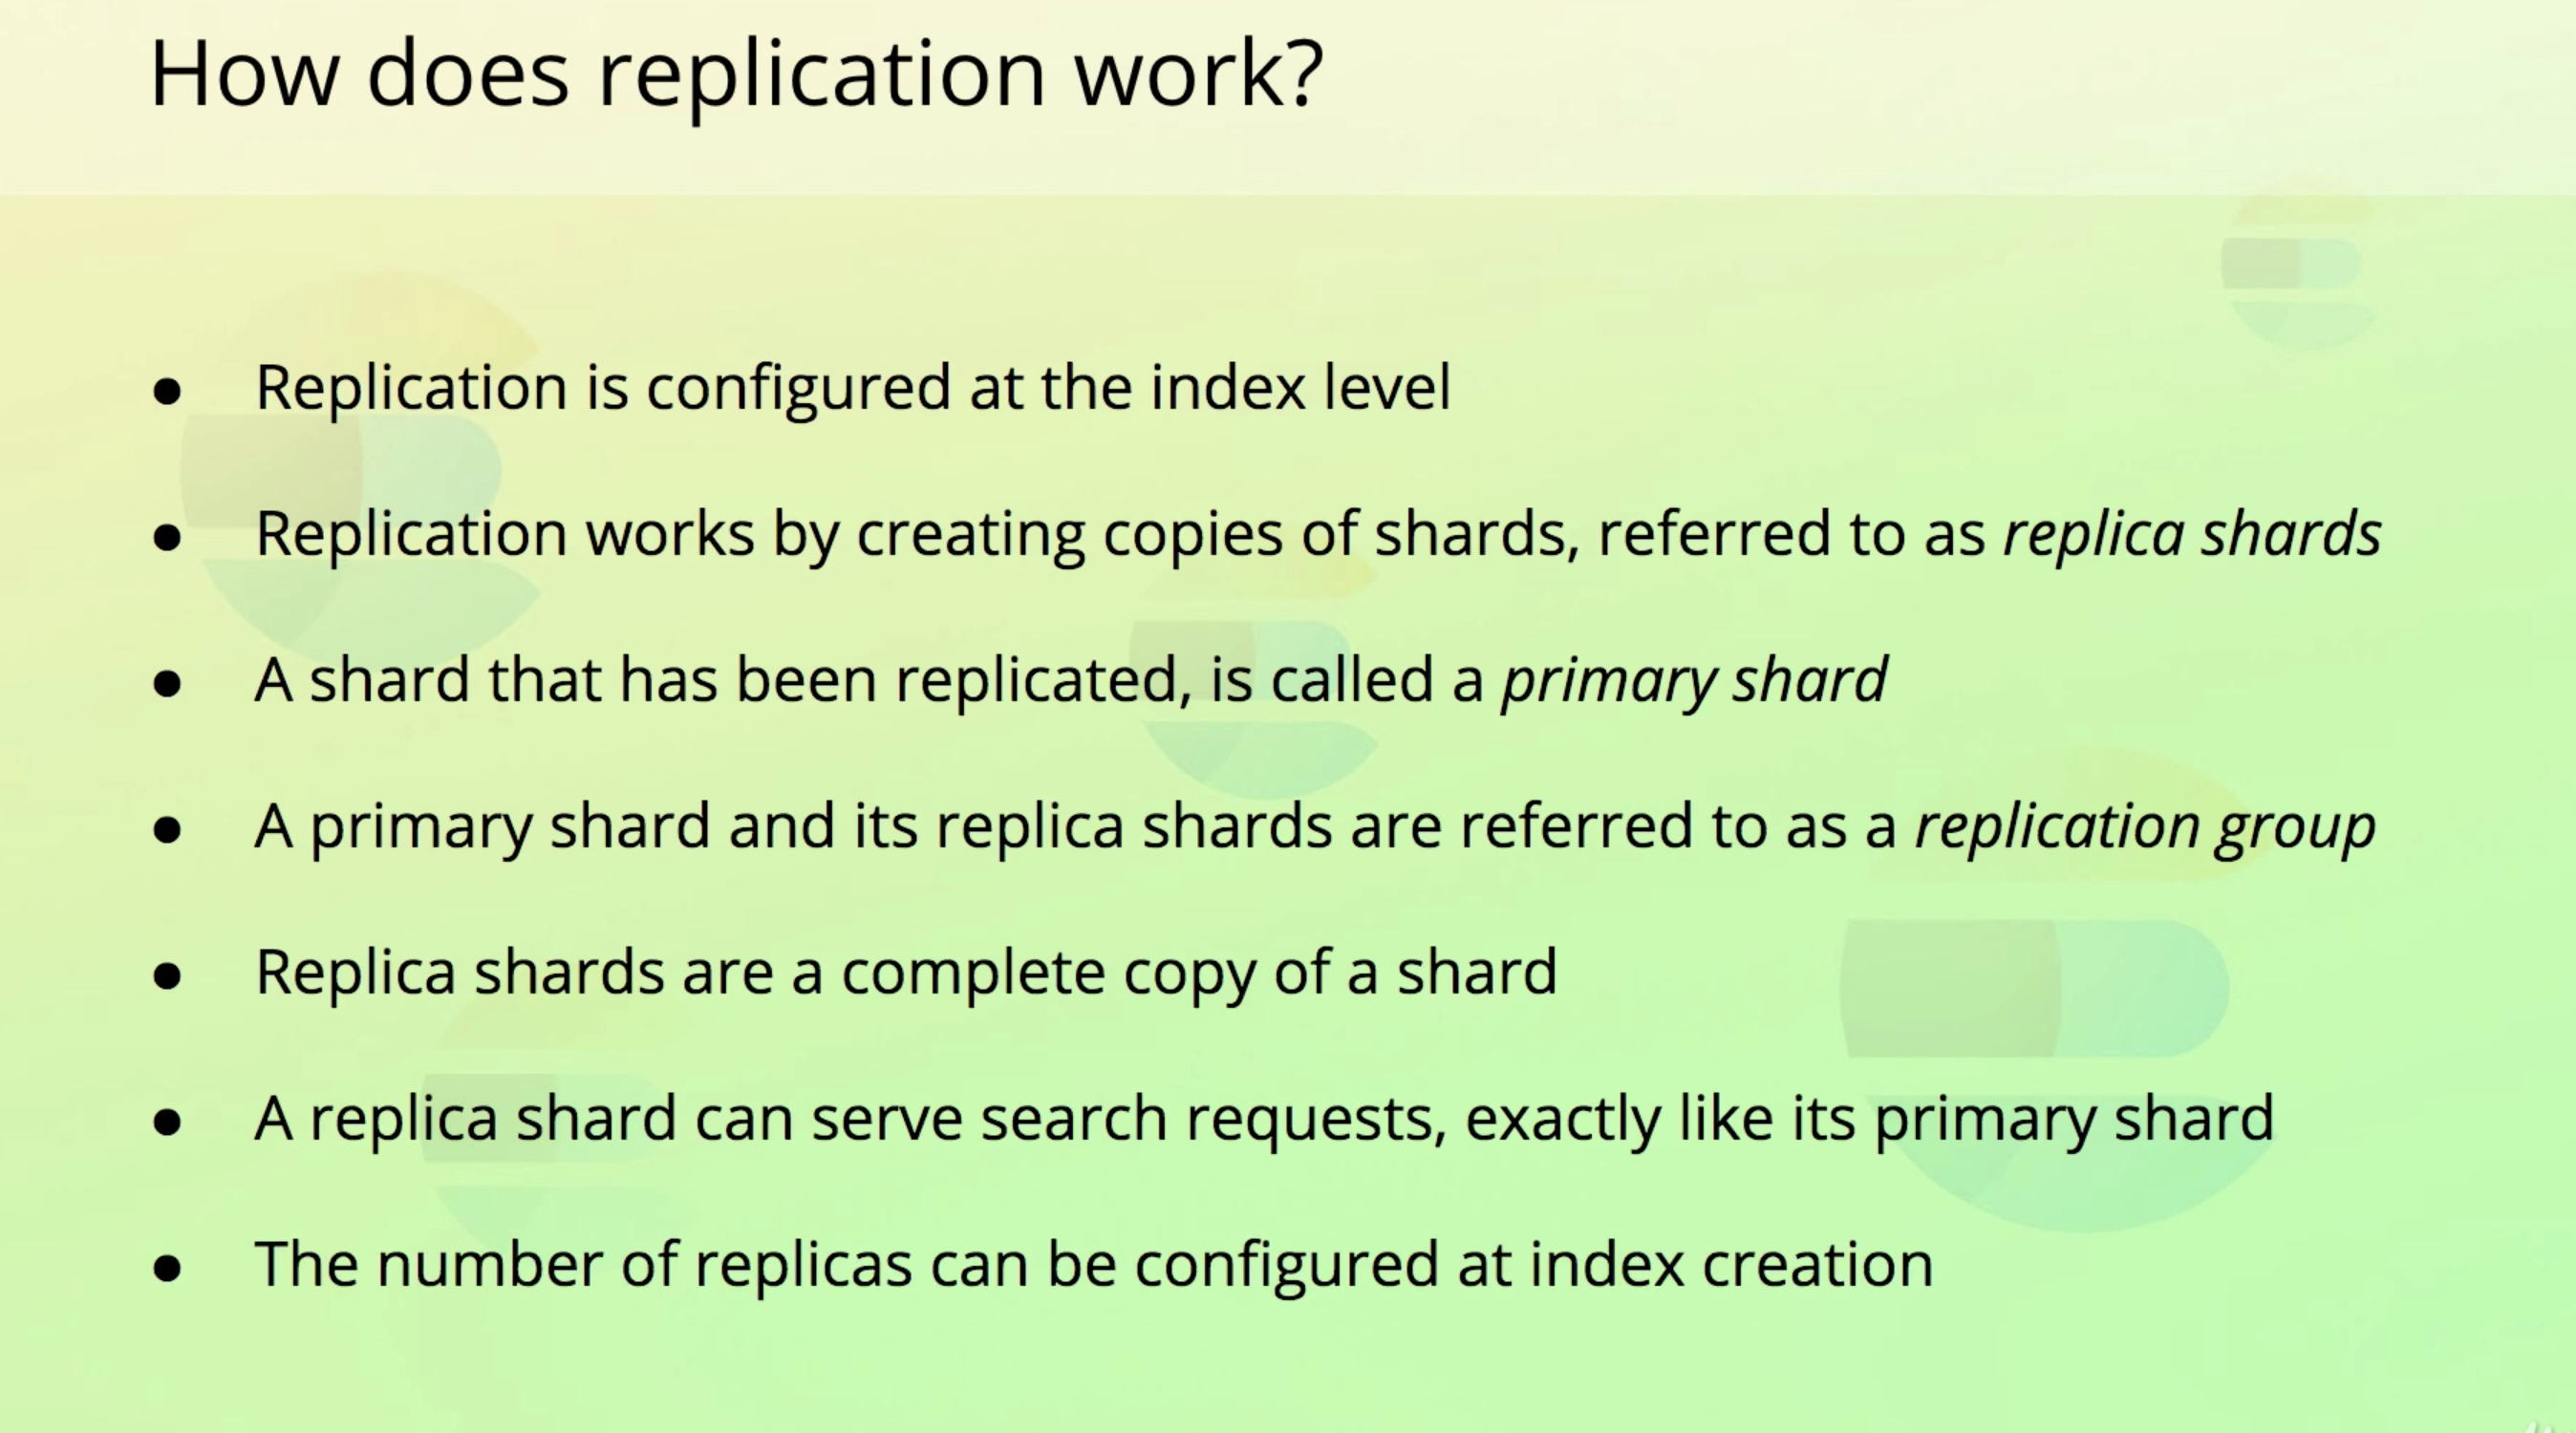 How does replication work?
● Replication is configured at the index level
● Replication works by creating copies of shards, referred to as replica shards
● A shard that has been replicated, is called a primary shard
● A primary shard and its replica shards are referred to as a replication group
● Replica shards are a complete copy of a shard
● A replica shard can serve search requests, exactly like its primary shard
● The number of replicas can be configured at index creation